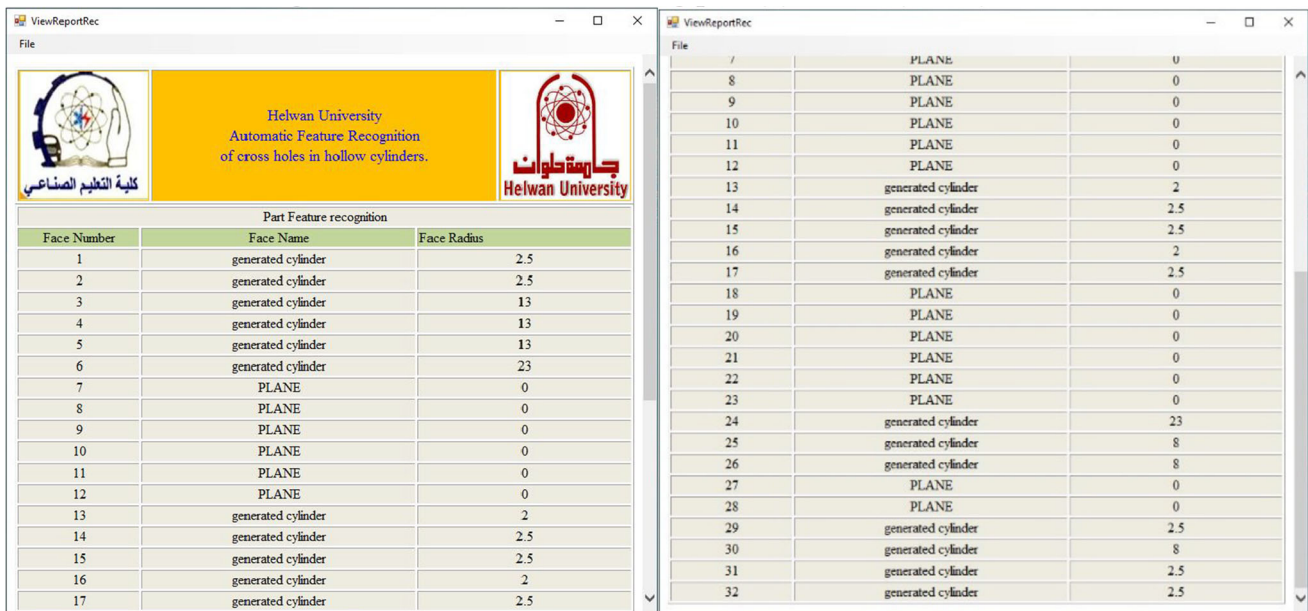 ViewReportRec
File
كلية التعليم الصناعي
Helwan University
Automatic Feature Recognition
of cross holes in hollow cylinders.
جامعة حلوان
Helwan University
Part Feature recognition
Face Number Face Name Face Radius
1 generated cylinder 2.5
2 generated cylinder 2.5
3 generated cylinder 13
4 generated cylinder 13
5 generated cylinder 13
6 generated cylinder 23
7 PLANE 0
8 PLANE 0
9 PLANE 0
10 PLANE 0
11 PLANE 0
12 PLANE 0
13 generated cylinder 2
14 generated cylinder 2.5
15 generated cylinder 2.5
16 generated cylinder 2
17 generated cylinder 2.5
ViewReportRec
File
7 PLANE 0
8 PLANE 0
9 PLANE 0
10 PLANE 0
11 PLANE 0
12 PLANE 0
13 generated cylinder 2
14 generated cylinder 2.5
15 generated cylinder 2.5
16 generated cylinder 2
17 generated cylinder 2.5
18 PLANE 0
19 PLANE 0
20 PLANE 0
21 PLANE 0
22 PLANE 0
23 PLANE 0
24 generated cylinder 23
25 generated cylinder 8
26 generated cylinder 8
27 PLANE 0
28 PLANE 0
29 generated cylinder 2.5
30 generated cylinder 8
31 generated cylinder 2.5
32 generated cylinder 2.5